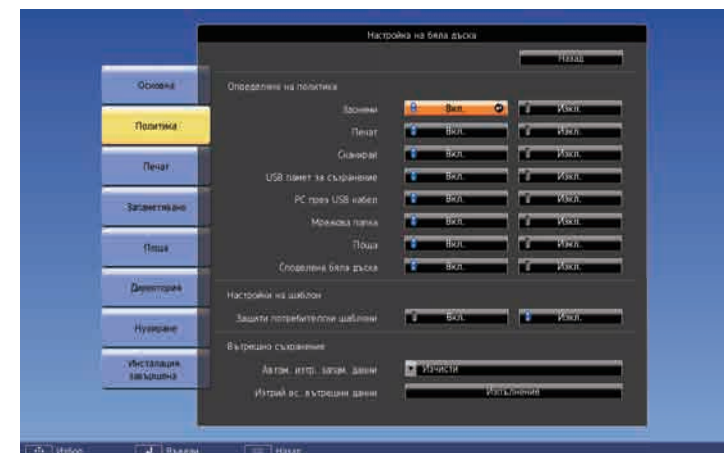 Настройка на бяла дъска
Назад
Основна
Политика
Печат
Запаметяване
Поща
Директория
Нулиране
Инсталация завършена
Определяне на политика
Заснеми Вкл. Изкл.
Печат Вкл. Изкл.
Сканирай Вкл. Изкл.
USB памет за съхранение Вкл. Изкл.
PC през USB кабел Вкл. Изкл.
Мрежова папка Вкл. Изкл.
Поща Вкл. Изкл.
Споделена бяла дъска Вкл. Изкл.
Настройки на шаблон
Защити потребителски шаблони Вкл. Изкл.
Вътрешно съхранение
Автом. изтр. запам. данни Изчисти
Изтрий вс. вътрешни данни Изпълнение
Избор Въведи Назад